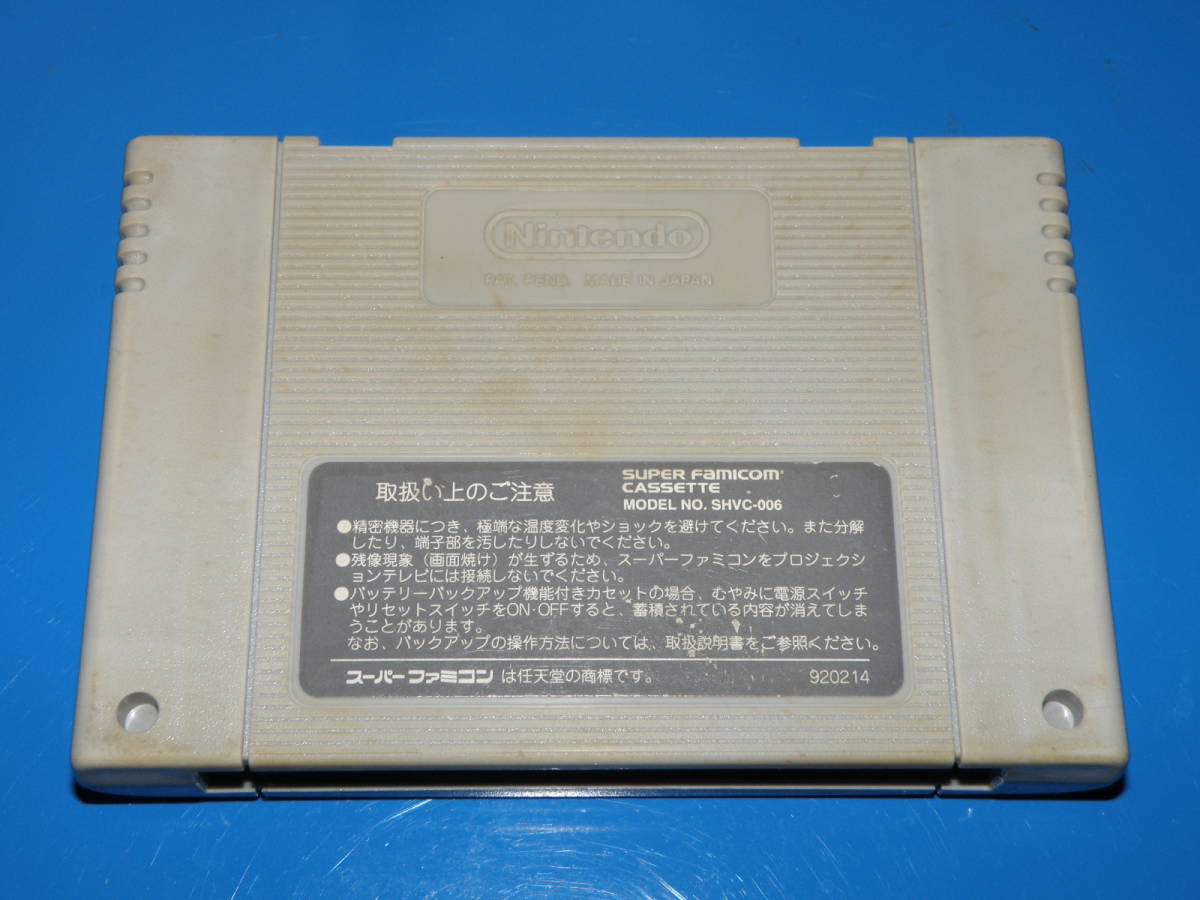 Nintendo
PAT. PEND. MADE IN JAPAN
取扱い上のご注意
SUPER FAMICOM
CASSETTE
MODEL NO. SHVC-006
●精密機器につき、極端な温度変化やショックを避けてください。また分解
したり、端子部を汚したりしないでください。
●残像現象（画面焼け）が生ずるため、スーパーファミコンをプロジェクシ
ョンテレビには接続しないでください。
●バッテリーバックアップ機能付きカセットの場合、むやみに電源スイッチ
やリセットスイッチをON・OFFすると、蓄積されている内容が消えてしま
うことがあります。
なお、バックアップの操作方法については、取扱説明書をご参照ください。
スーパーファミコン は任天堂の商標です。
920214